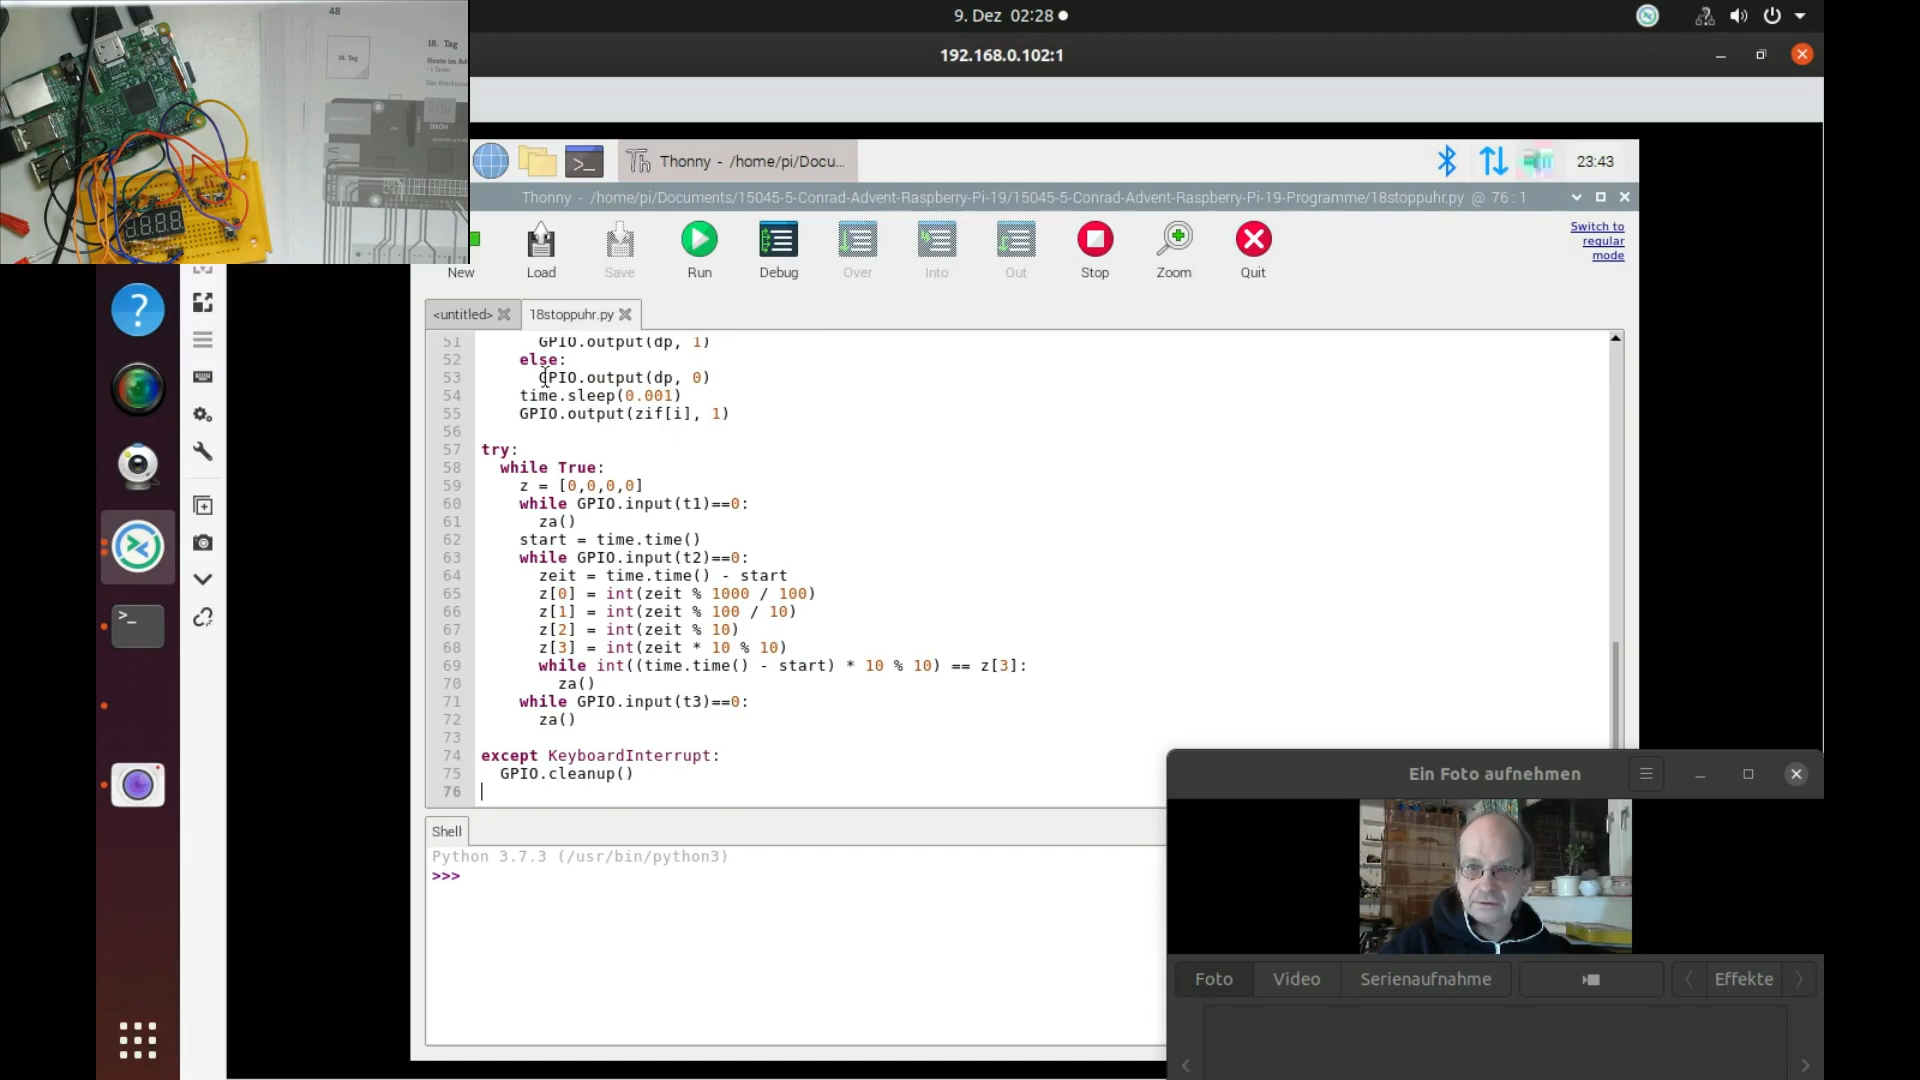 48
18. Tag
18. Tag
Heute im Ad
Das Anschlus
HDMI
9. Dez 02:28
192.168.0.102:1
Thonny - /home/pi/Docu...
23:43
Thonny - /home/pi/Documents/15045-5-Conrad-Advent-Raspberry-Pi-19/15045-5-Conrad-Advent-Raspberry-Pi-19-Programme/18stoppuhr.py @ 76 : 1
New
Load
Save
Run
Debug
Over
Into
Out
Stop
Zoom
Quit
Switch to
regular
mode
<untitled>
18stoppuhr.py
51 GPIO.output(dp, 1)
52 else:
53 GPIO.output(dp, 0)
54 time.sleep(0.001)
55 GPIO.output(zif[i], 1)
56
57 try:
58 while True:
59 z = [0,0,0,0]
60 while GPIO.input(t1)==0:
61 za()
62 start = time.time()
63 while GPIO.input(t2)==0:
64 zeit = time.time() - start
65 z[0] = int(zeit % 1000 / 100)
66 z[1] = int(zeit % 100 / 10)
67 z[2] = int(zeit % 10)
68 z[3] = int(zeit * 10 % 10)
69 while int((time.time() - start) * 10 % 10) == z[3]:
70 za()
71 while GPIO.input(t3)==0:
72 za()
73
74 except KeyboardInterrupt:
75 GPIO.cleanup()
76
Shell
Python 3.7.3 (/usr/bin/python3)
>>>
Ein Foto aufnehmen
Foto
Video
Serienaufnahme
Effekte